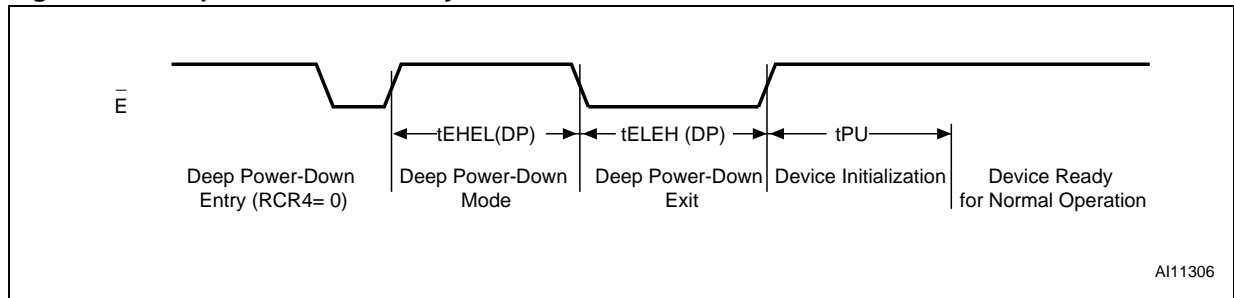 E̅
tEHEL(DP)
tELEH (DP)
tPU
Deep Power-Down
Entry (RCR4= 0)
Deep Power-Down
Mode
Deep Power-Down
Exit
Device Initialization
Device Ready
for Normal Operation
AI11306